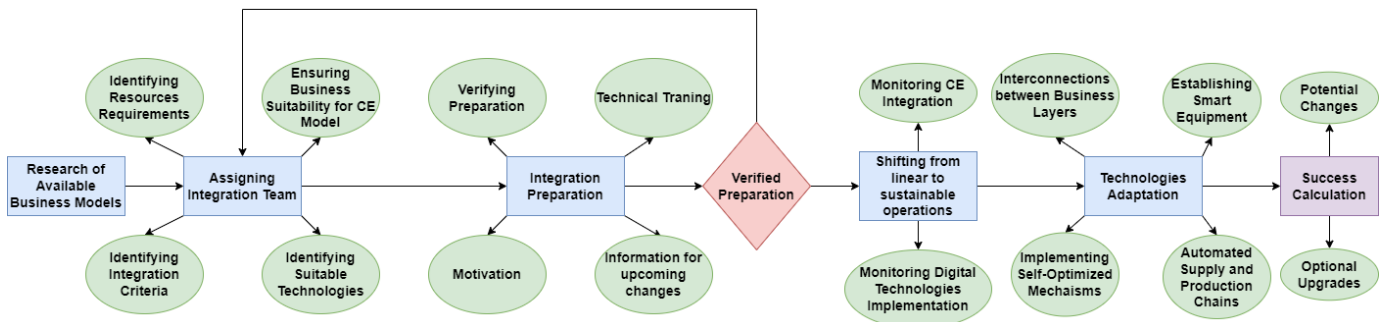 Research of
Available
Business Models
Identifying
Resources
Requirements
Ensuring
Business
Suitability for CE
Model
Assigning
Integration Team
Identifying
Integration
Criteria
Identifying
Suitable
Technologies
Verifying
Preparation
Technical Traning
Integration
Preparation
Motivation
Information for
upcoming
changes
Verified
Preparation
Monitoring CE
Integration
Shifting from
linear to
sustainable
operations
Monitoring Digital
Technologies
Implementation
Interconnections
between Business
Layers
Establishing
Smart
Equipment
Technologies
Adaptation
Implementing
Self-Optimized
Mechaisms
Automated
Supply and
Production
Chains
Potential
Changes
Success
Calculation
Optional
Upgrades